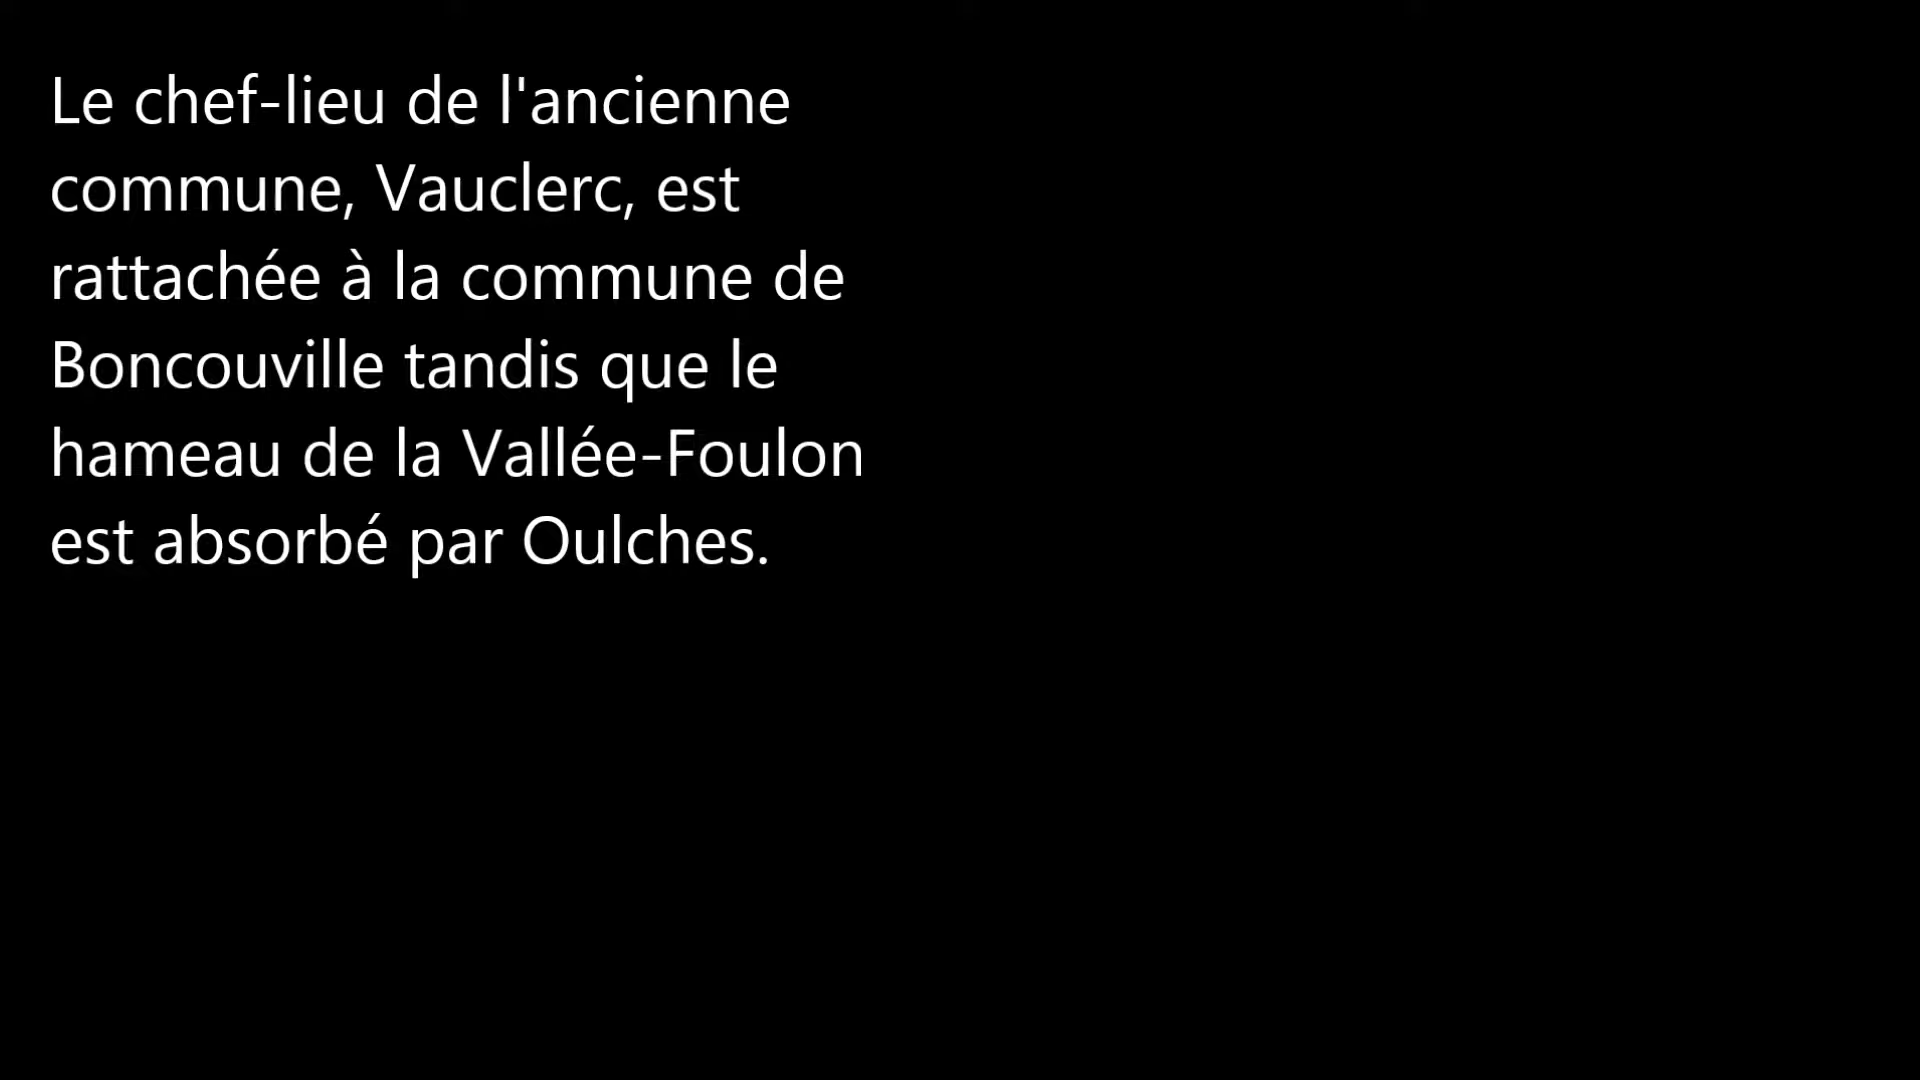 Le chef-lieu de l'ancienne
commune, Vauclerc, est
rattachée à la commune de
Boncouville tandis que le
hameau de la Vallée-Foulon
est absorbé par Oulches.